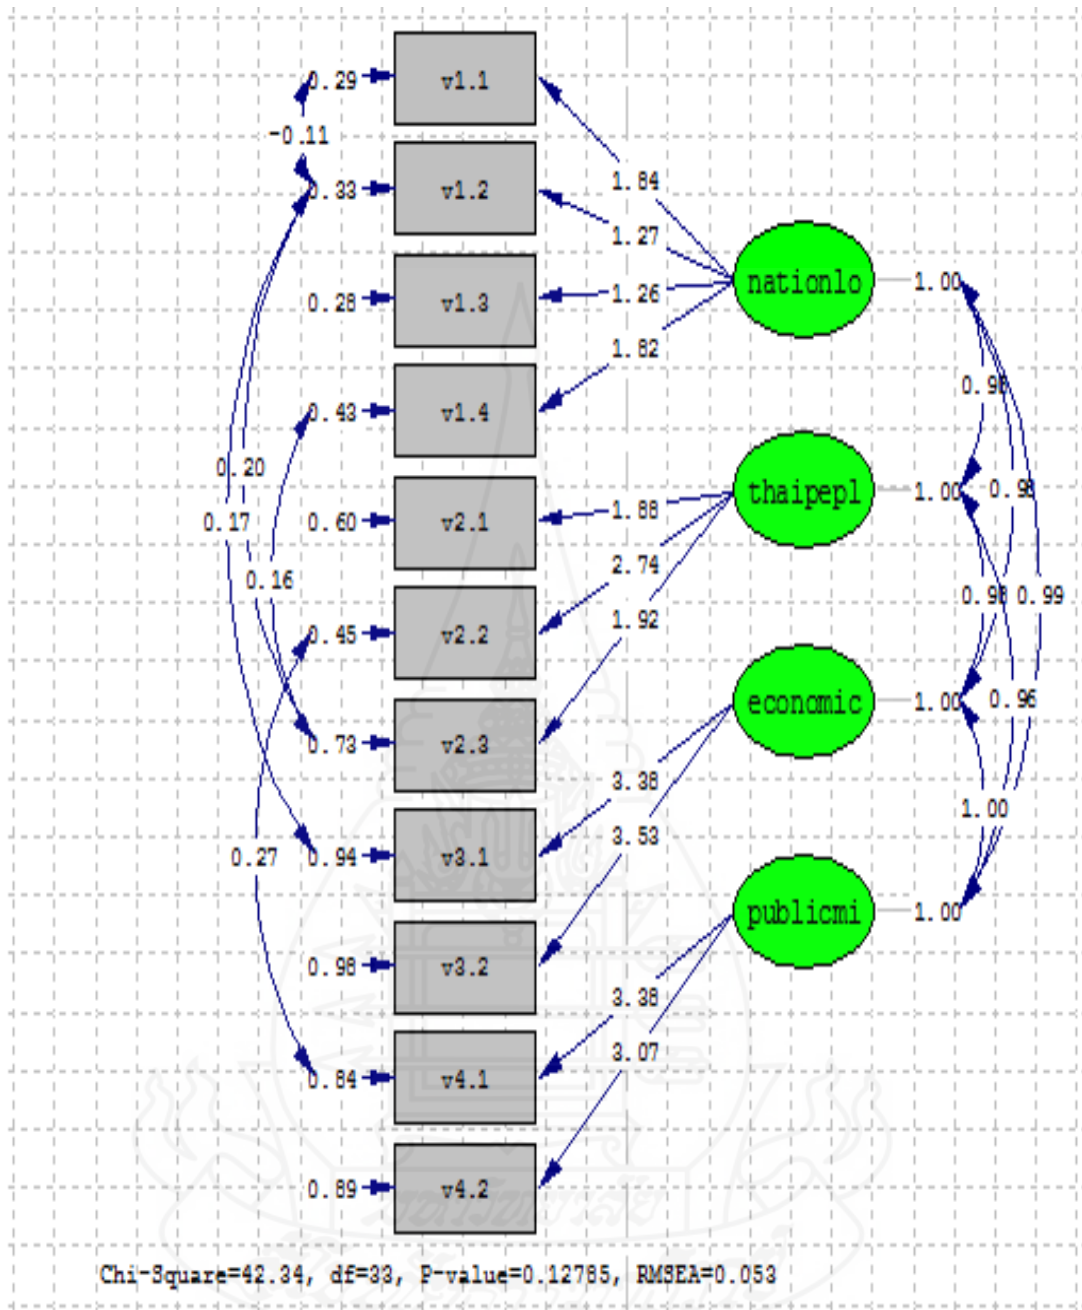 0.29 v1.1
-0.11
1.84
0.33 v1.2
1.27
nationlo 1.00
0.28 v1.3 1.26
1.82
0.43 v1.4
0.20
thaipepl 1.00 0.98
1.88
0.17 0.60 v2.1
2.74
0.16
0.99
1.92
0.45 v2.2
economic 1.00 0.96
0.73 v2.3
3.38
1.00
3.53
0.27 0.94 v3.1
publicmi 1.00
0.98 v3.2
3.38
3.07
0.84 v4.1
0.89 v4.2
Chi-Square=42.34, df=33, P-value=0.12785, RMSEA=0.053